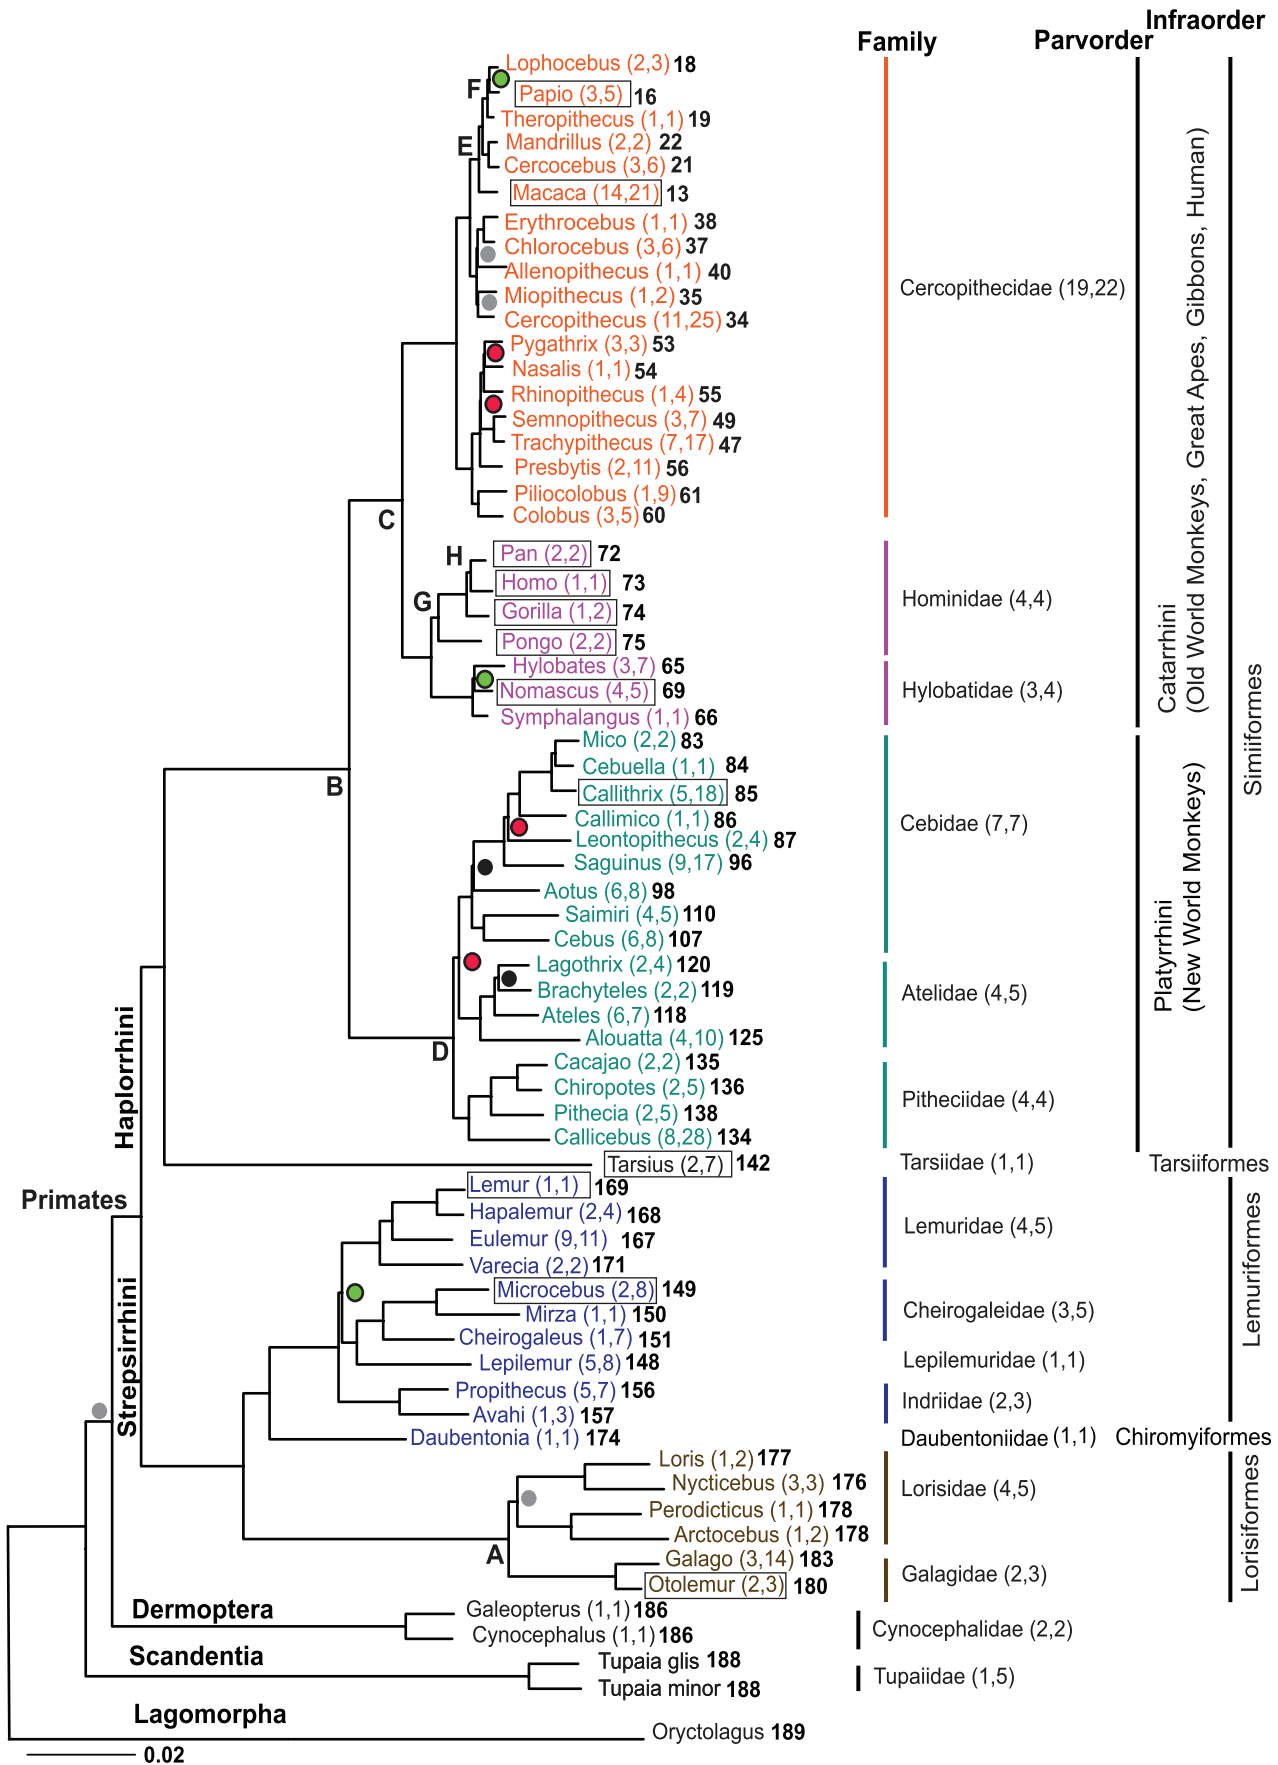 Infraorder
Family
Parvorder
Lophocebus (2,3) 18
F
Papio (3,5) 16
Theropithecus (1,1) 19
Mandrillus (2,2) 22
E
Cercocebus (3,6) 21
Macaca (14,21) 13
Erythrocebus (1,1) 38
Chlorocebus (3,6) 37
Allenopithecus (1,1) 40
Cercopithecidae (19,22)
Miopithecus (1,2) 35
Cercopithecus (11,25) 34
Pygathrix (3,3) 53
Nasalis (1,1) 54
Rhinopithecus (1,4) 55
Semnopithecus (3,7) 49
Trachypithecus (7,17) 47
Presbytis (2,11) 56
Piliocolobus (1,9) 61
Colobus (3,5) 60
C
Catarrhini
(Old World Monkeys, Great Apes, Gibbons, Human)
H
Pan (2,2) 72
Homo (1,1) 73
G
Hominidae (4,4)
Gorilla (1,2) 74
Pongo (2,2) 75
Hylobates (3,7) 65
Nomascus (4,5) 69
Hylobatidae (3,4)
Symphalangus (1,1) 66
Simiiformes
Mico (2,2) 83
Cebuella (1,1) 84
B
Callithrix (5,18) 85
Callimico (1,1) 86
Cebidae (7,7)
Leontopithecus (2,4) 87
Saguinus (9,17) 96
Aotus (6,8) 98
Saimiri (4,5) 110
Cebus (6,8) 107
Platyrrhini
(New World Monkeys)
Lagothrix (2,4) 120
Brachyteles (2,2) 119
Atelidae (4,5)
Ateles (6,7) 118
Alouatta (4,10) 125
D
Cacajao (2,2) 135
Chiropotes (2,5) 136
Pitheciidae (4,4)
Pithecia (2,5) 138
Callicebus (8,28) 134
Haplorrhini
Tarsius (2,7) 142
Tarsiidae (1,1)
Tarsiiformes
Primates
Lemur (1,1) 169
Hapalemur (2,4) 168
Lemuridae (4,5)
Eulemur (9,11) 167
Varecia (2,2) 171
Lemuriformes
Microcebus (2,8) 149
Mirza (1,1) 150
Cheirogaleidae (3,5)
Cheirogaleus (1,7) 151
Lepilemur (5,8) 148
Lepilemuridae (1,1)
Strepsirrhini
Propithecus (5,7) 156
Indriidae (2,3)
Avahi (1,3) 157
Daubentonia (1,1) 174
Daubentoniidae (1,1)
Chiromyiformes
Loris (1,2) 177
Nycticebus (3,3) 176
Lorisidae (4,5)
Perodicticus (1,1) 178
Arctocebus (1,2) 178
Lorisiformes
A
Galago (3,14) 183
Galagidae (2,3)
Otolemur (2,3) 180
Dermoptera
Galeopterus (1,1) 186
Cynocephalus (1,1) 186
Cynocephalidae (2,2)
Scandentia
Tupaia glis 188
Tupaiidae (1,5)
Tupaia minor 188
Lagomorpha
Oryctolagus 189
0.02